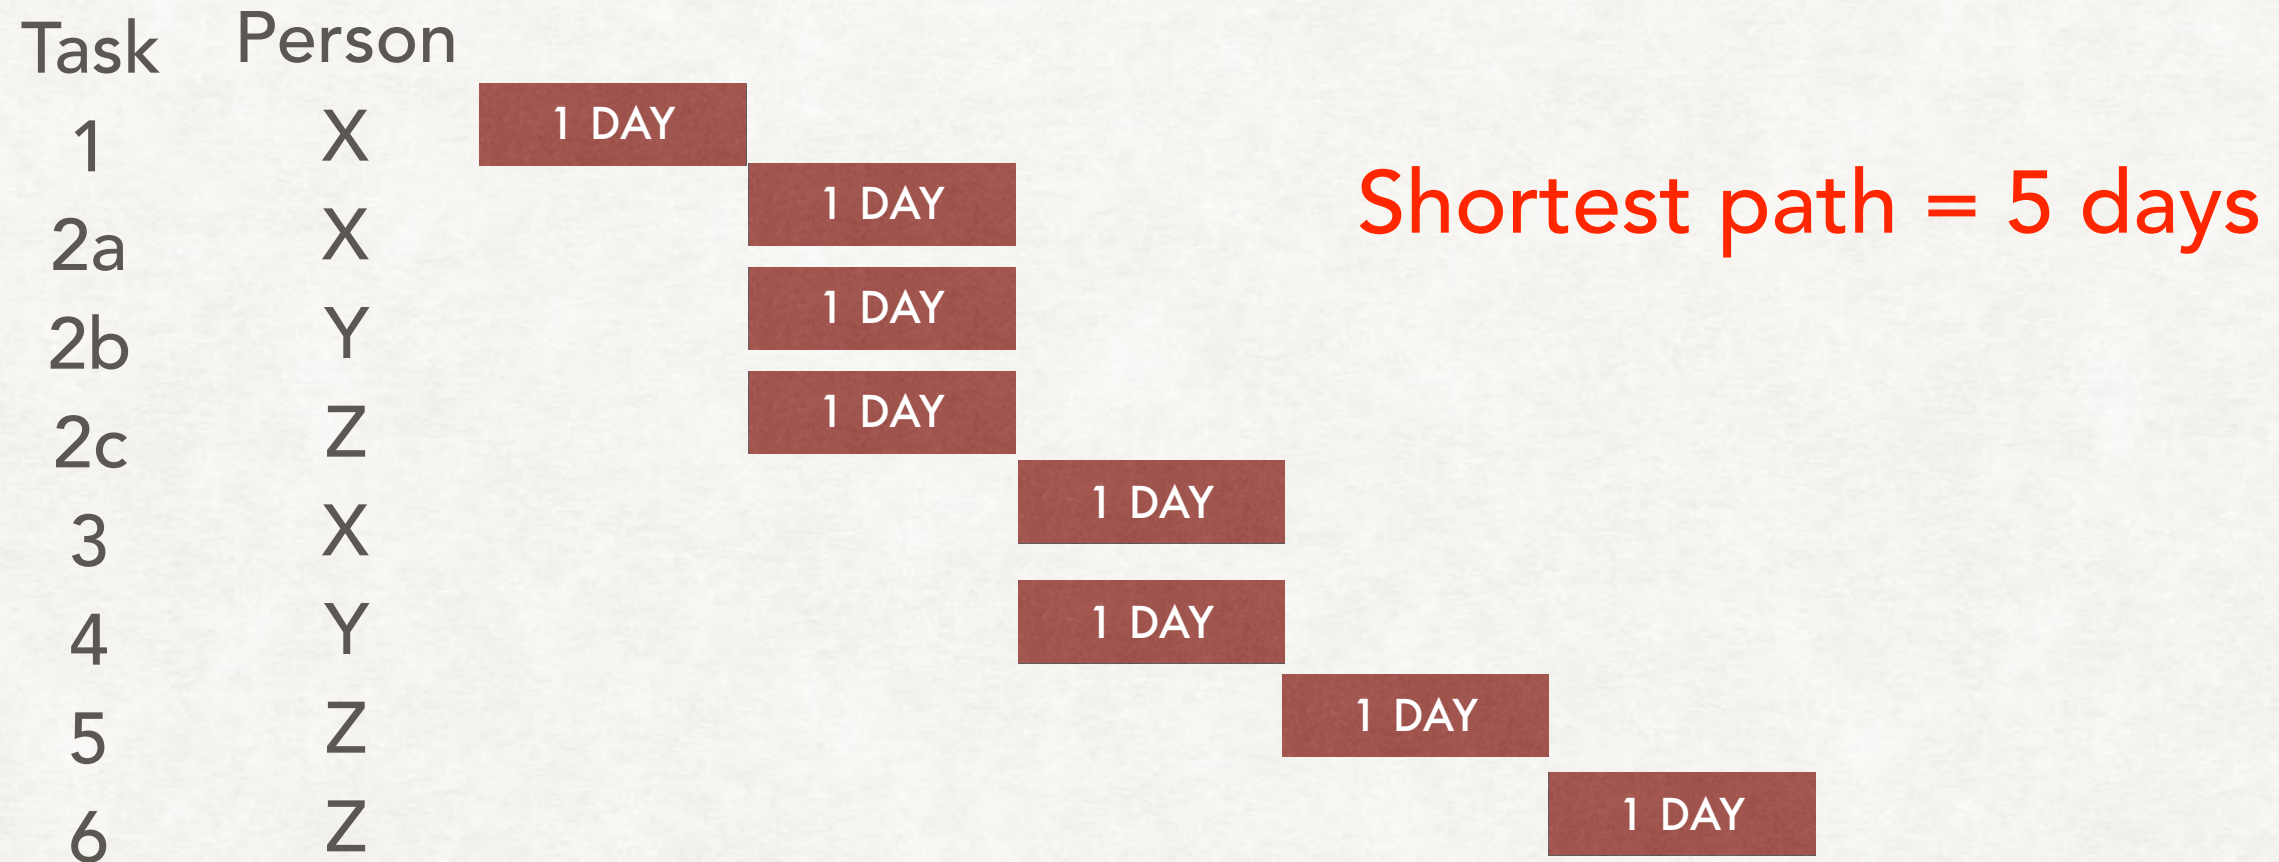 Task Person
1 X 1 DAY
2a X 1 DAY
Shortest path = 5 days
2b Y 1 DAY
2c Z 1 DAY
3 X 1 DAY
4 Y 1 DAY
5 Z 1 DAY
6 Z 1 DAY